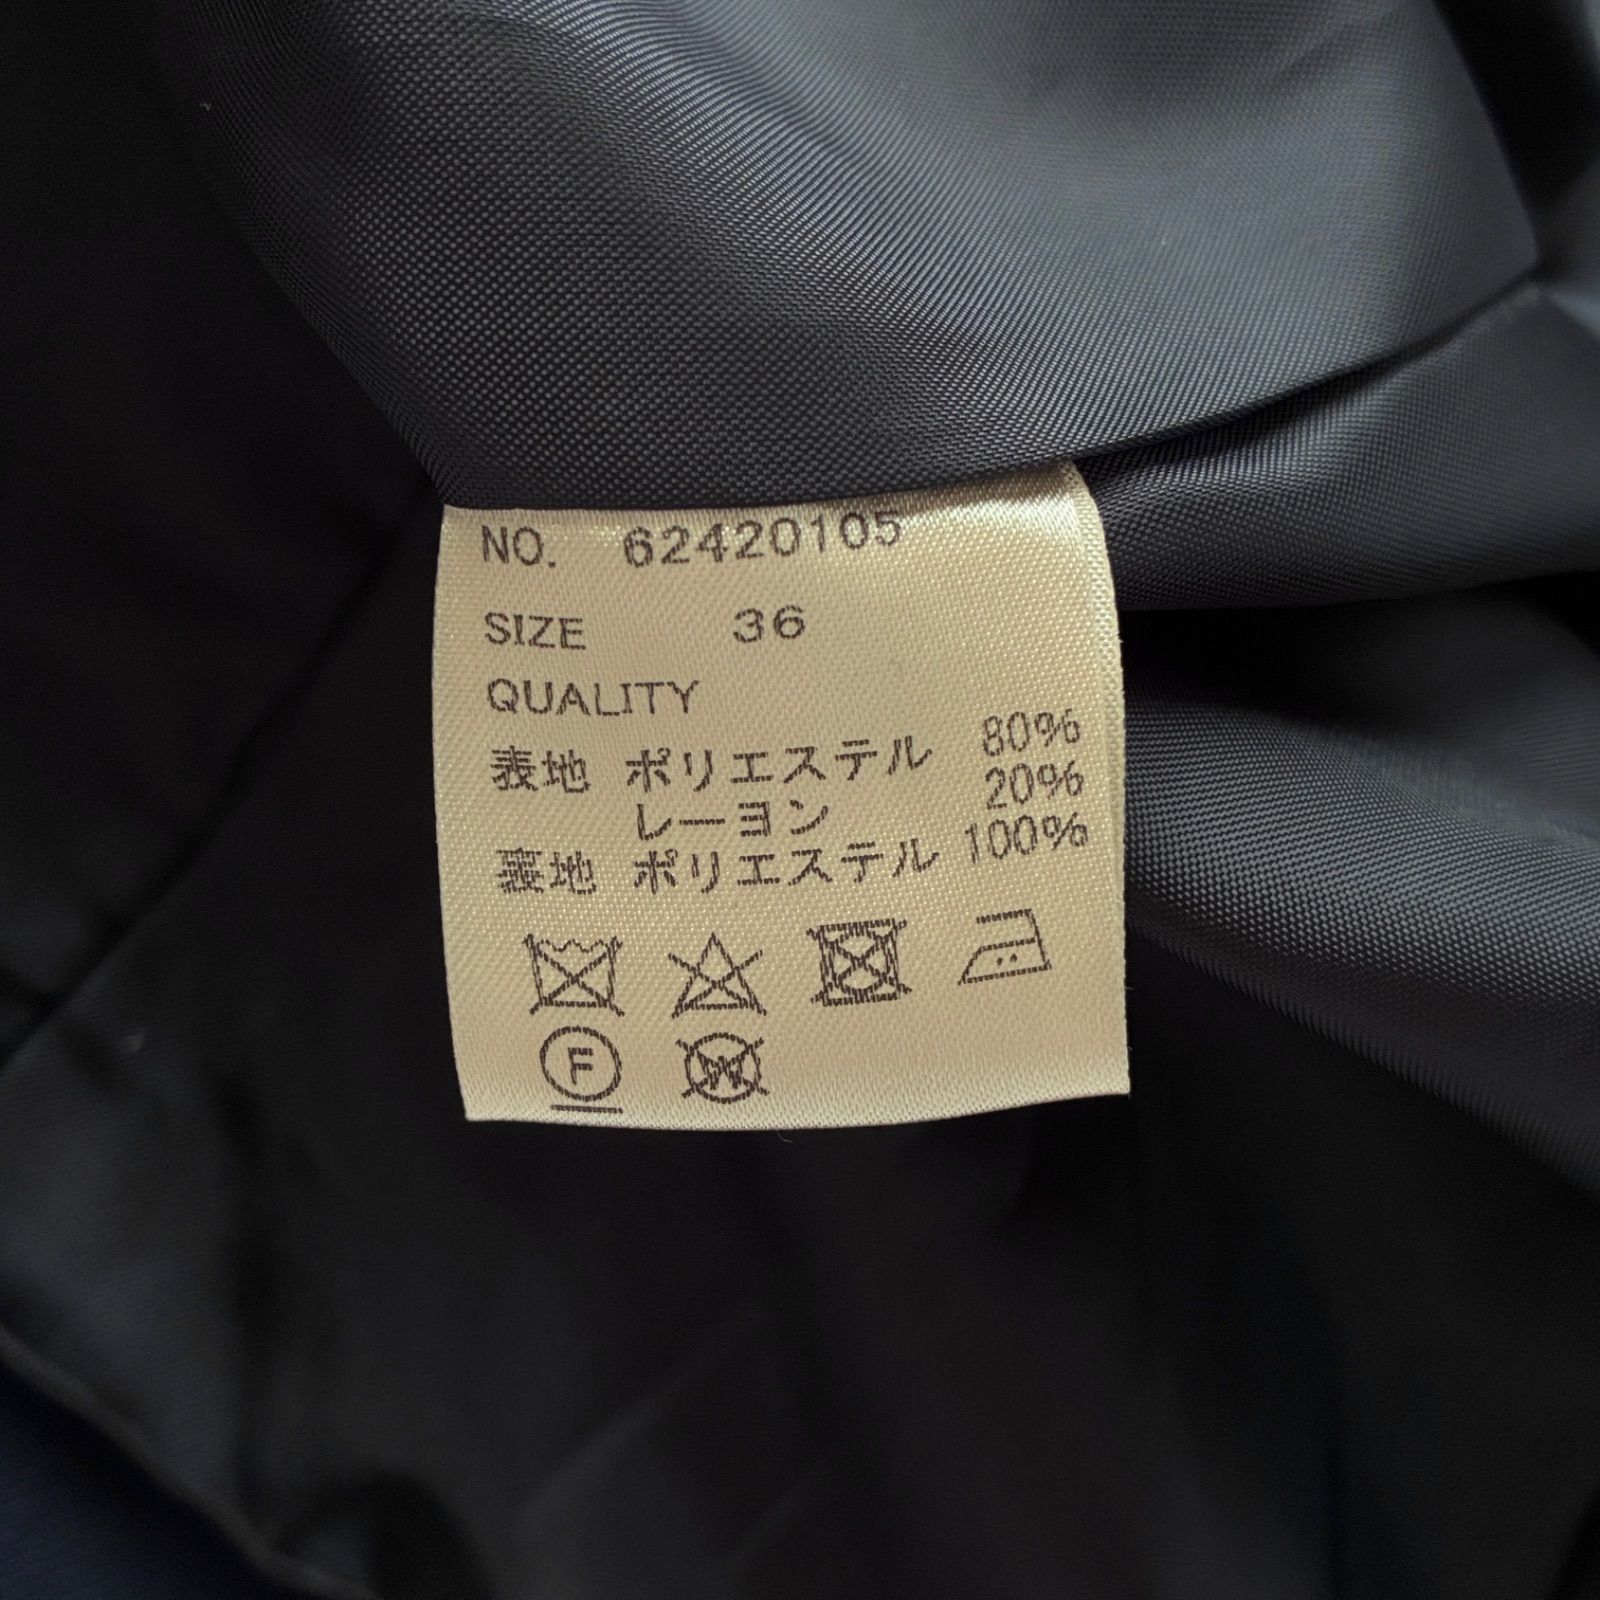 NO. 62420105
SIZE 36
QUALITY
表地 ポリエステル 80%
レーヨン 20%
裏地 ポリエステル 100%
F W